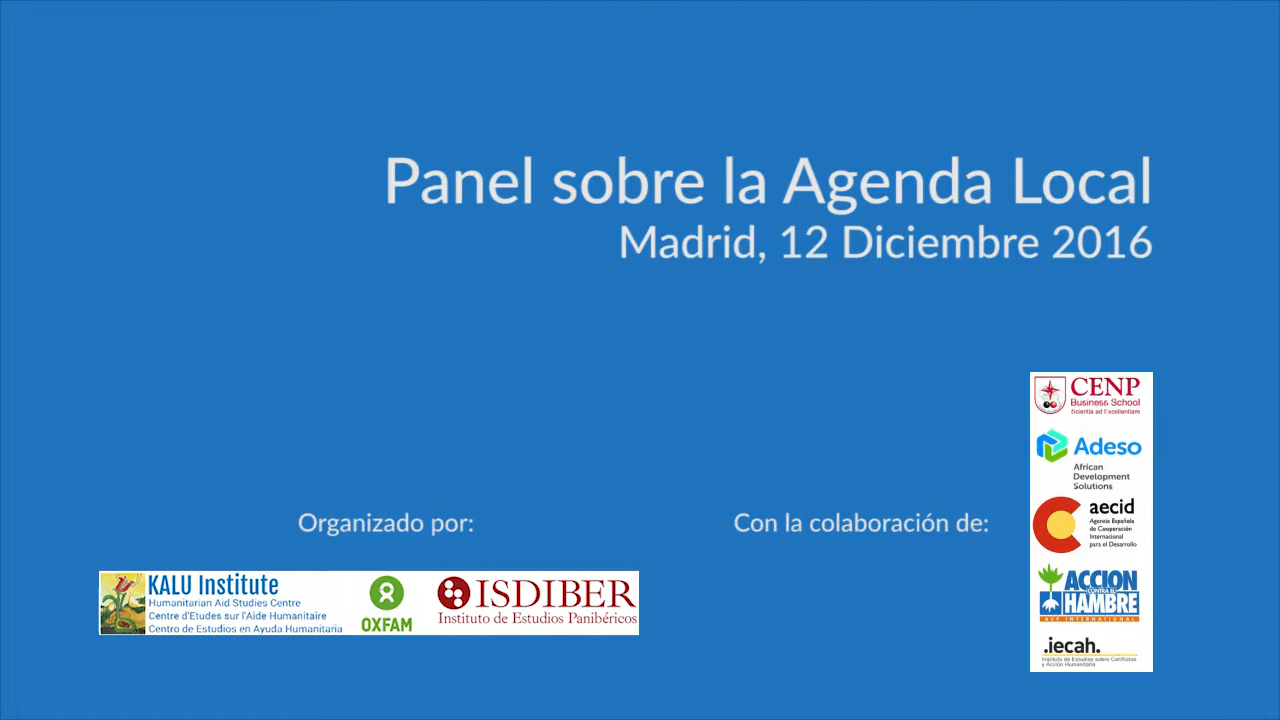 Panel sobre la Agenda Local
Madrid, 12 Diciembre 2016
Organizado por:
KALU Institute
Humanitarian Aid Studies Centre
Centre d'Etudes sur l'Aide Humanitaire
Centro de Estudios en Ayuda Humanitaria
OXFAM
ISDIBER
Instituto de Estudios Panibéricos
Con la colaboración de:
CENP
Business School
Scientia ad Excellentiam
Adeso
African
Development
Solutions
aecid
Agencia Española
de Cooperación
Internacional
para el Desarrollo
ACCION
CONTRA EL
HAMBRE
ACF INTERNATIONAL
.iecah.
Instituto de Estudios sobre Conflictos
y Acción Humanitaria